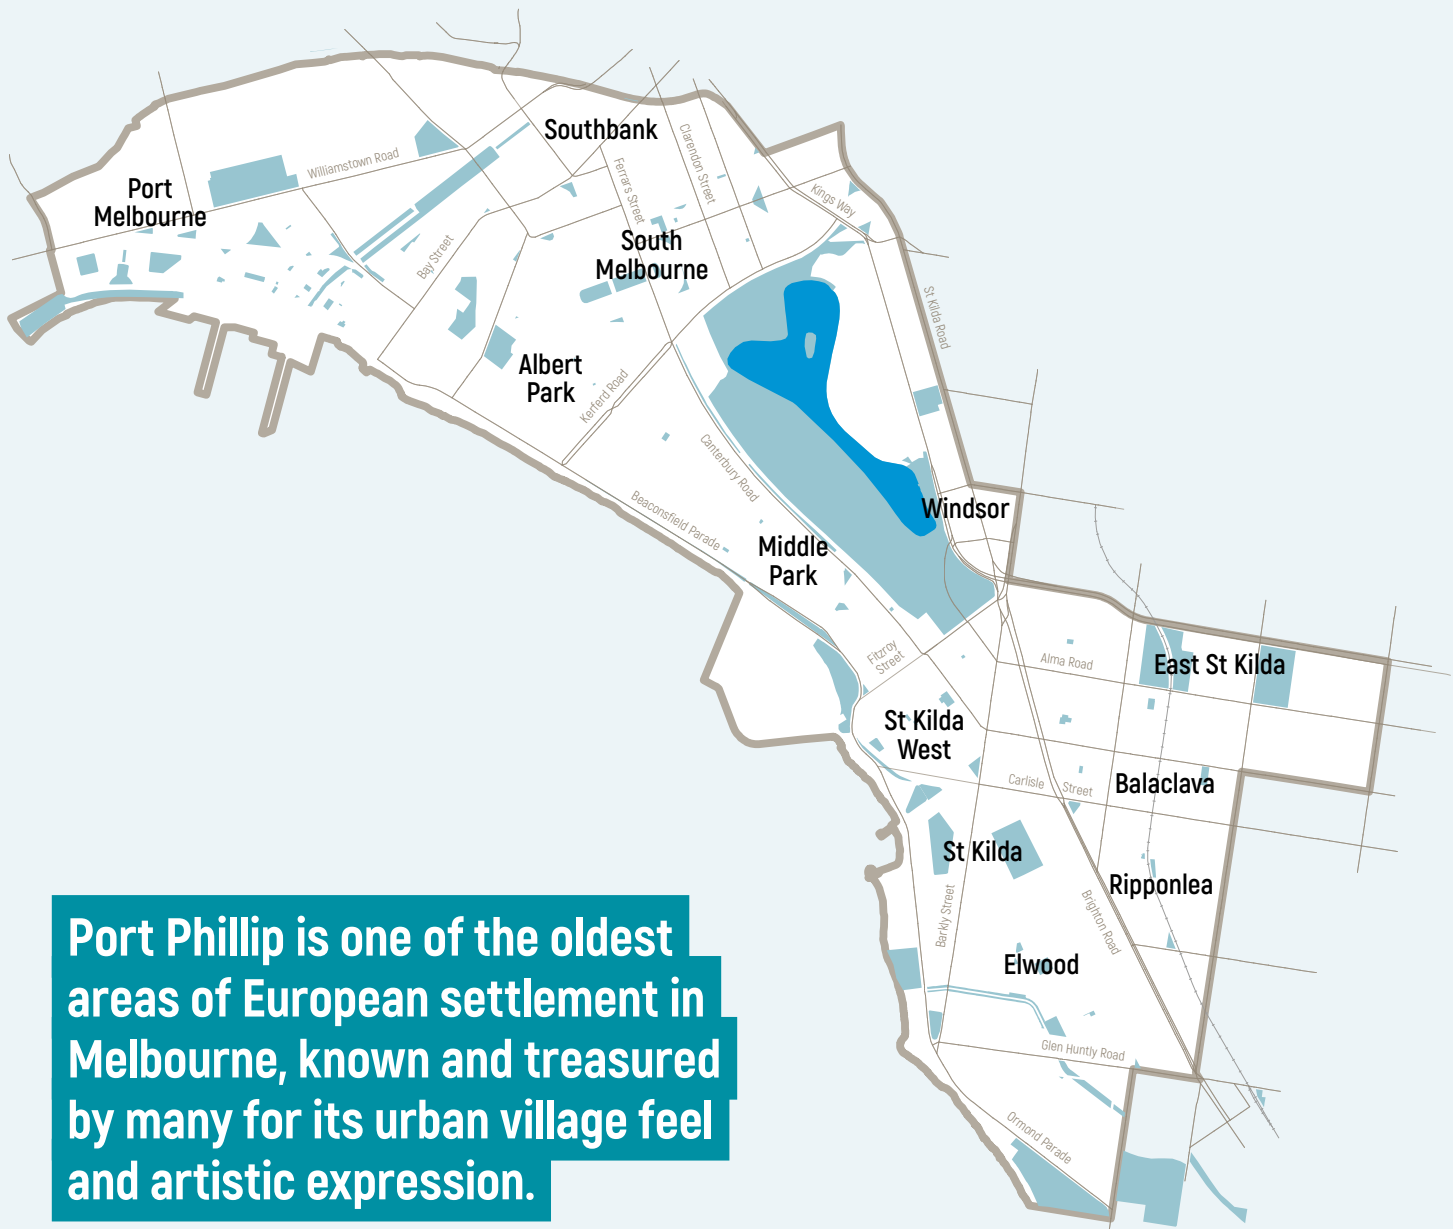 Southbank
Clarendon Street
Williamstown Road
Ferrars Street
Port
Melbourne
Kings Way
Bay Street
South
Melbourne
St Kilda Road
Albert
Park
Kerferd Road
Canterbury Road
Beaconsfield Parade
Windsor
Middle
Park
Fitzroy
Street
Alma Road
East St Kilda
St Kilda
West
Carlisle Street
Balaclava
St Kilda
Ripponlea
Barkly Street
Brighton Road
Elwood
Glen Huntly Road
Ormond Parade
Port Phillip is one of the oldest
areas of European settlement in
Melbourne, known and treasured
by many for its urban village feel
and artistic expression.